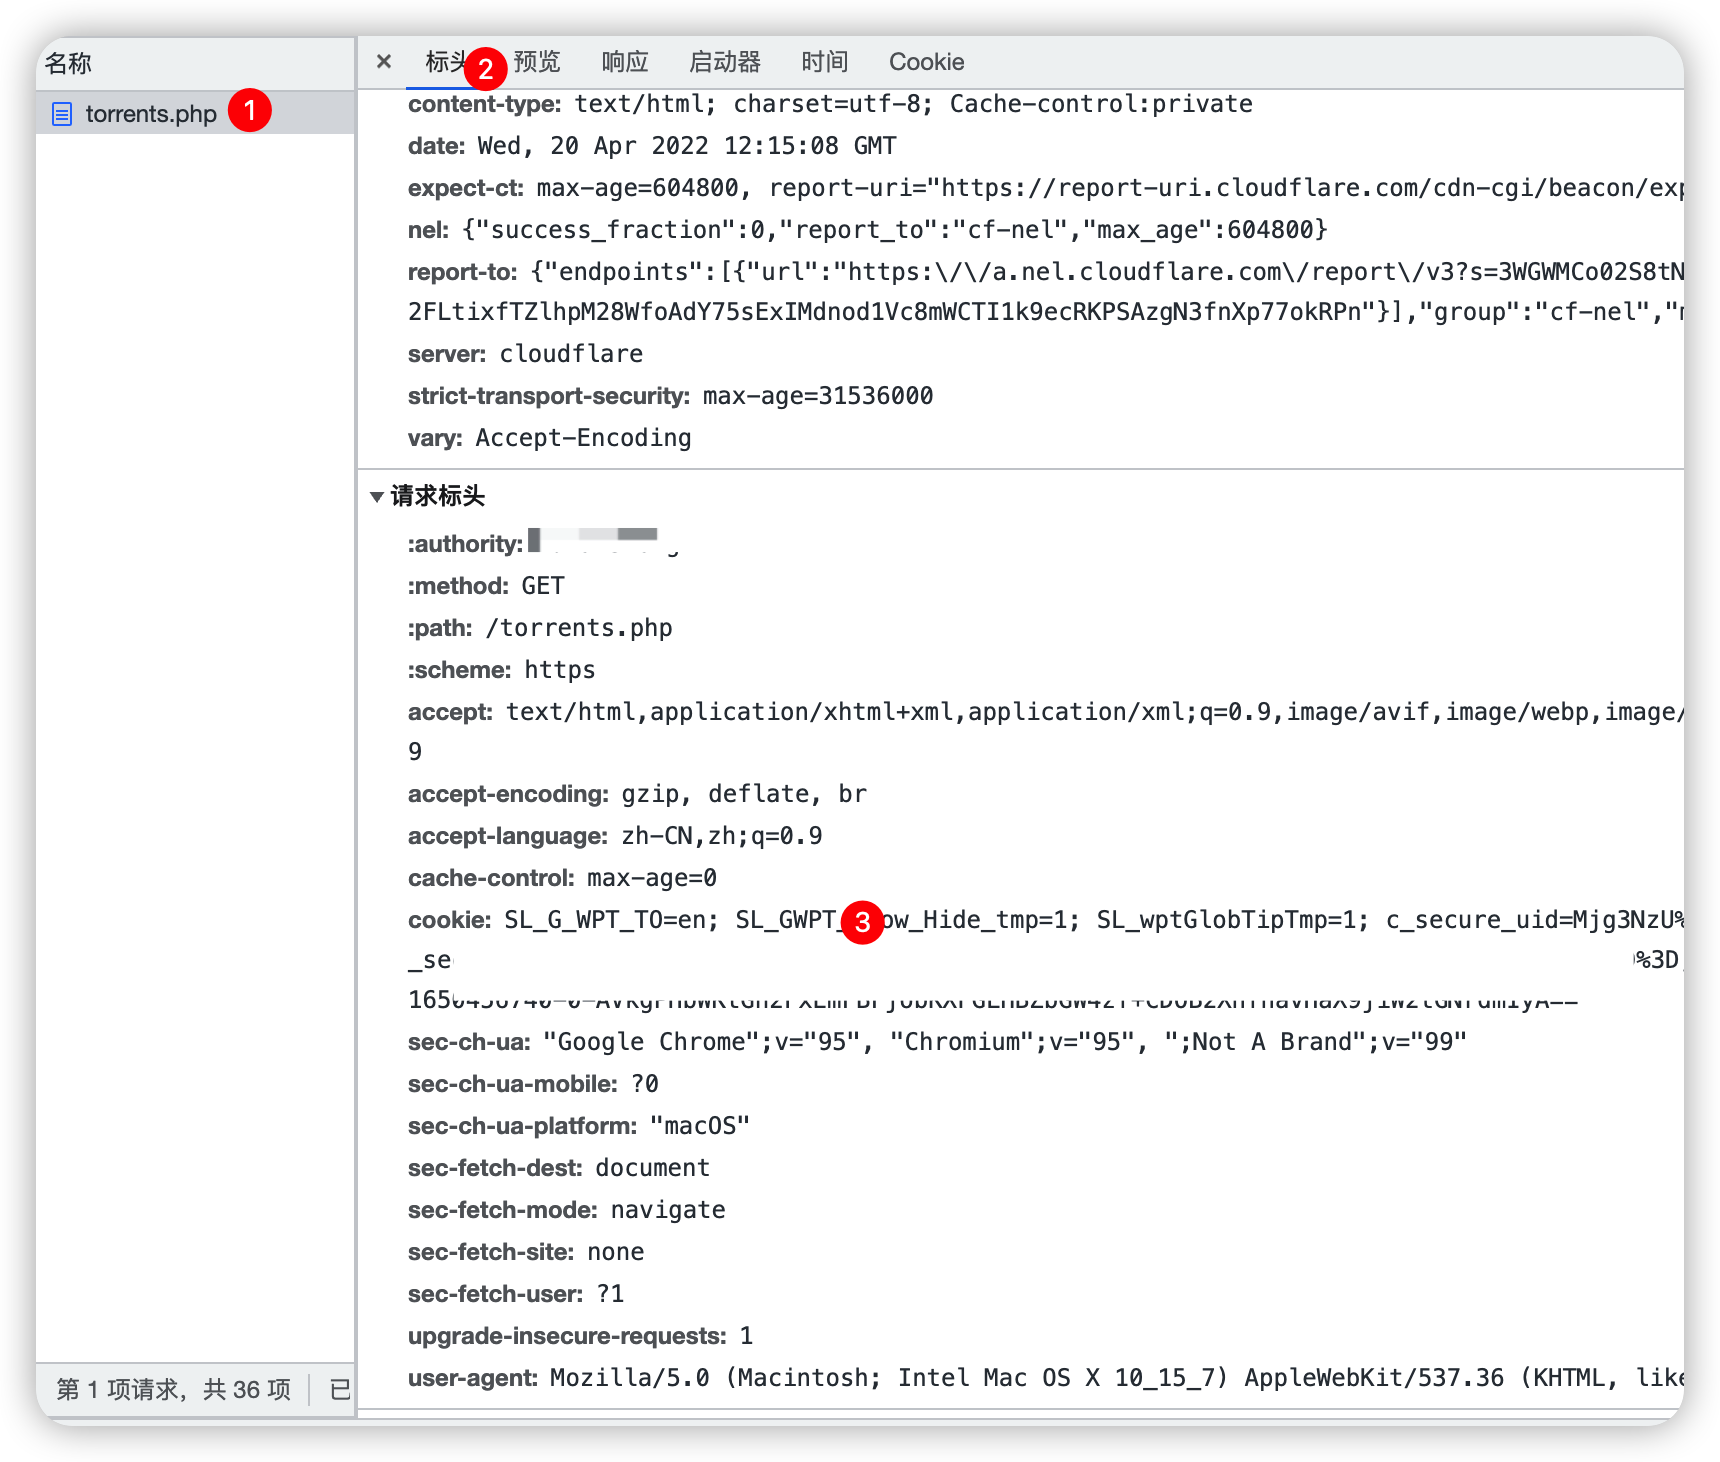 名称
torrents.php
1
× 标头 2 预览 响应 启动器 时间 Cookie
content-type: text/html; charset=utf-8; Cache-control:private
date: Wed, 20 Apr 2022 12:15:08 GMT
expect-ct: max-age=604800, report-uri="https://report-uri.cloudflare.com/cdn-cgi/beacon/exp
nel: {"success_fraction":0,"report_to":"cf-nel","max_age":604800}
report-to: {"endpoints":[{"url":"https:\/\/a.nel.cloudflare.com\/report\/v3?s=3WGWMCo02S8tN
2FLtixfTZlhpM28WfoAdY75sExIMdnod1Vc8mWCTI1k9ecRKPSAzgN3fnXp77okRPn"}],"group":"cf-nel","m
server: cloudflare
strict-transport-security: max-age=31536000
vary: Accept-Encoding
请求标头
:authority:
:method: GET
:path: /torrents.php
:scheme: https
accept: text/html,application/xhtml+xml,application/xml;q=0.9,image/avif,image/webp,image/
9
accept-encoding: gzip, deflate, br
accept-language: zh-CN,zh;q=0.9
cache-control: max-age=0
cookie: SL_G_WPT_TO=en; SL_GWPT_ 3 ow_Hide_tmp=1; SL_wptGlobTipTmp=1; c_secure_uid=Mjg3NzU%
_se %3D
sec-ch-ua: "Google Chrome";v="95", "Chromium";v="95", ";Not A Brand";v="99"
sec-ch-ua-mobile: ?0
sec-ch-ua-platform: "macOS"
sec-fetch-dest: document
sec-fetch-mode: navigate
sec-fetch-site: none
sec-fetch-user: ?1
upgrade-insecure-requests: 1
user-agent: Mozilla/5.0 (Macintosh; Intel Mac OS X 10_15_7) AppleWebKit/537.36 (KHTML, like
第 1 项请求，共 36 项 已